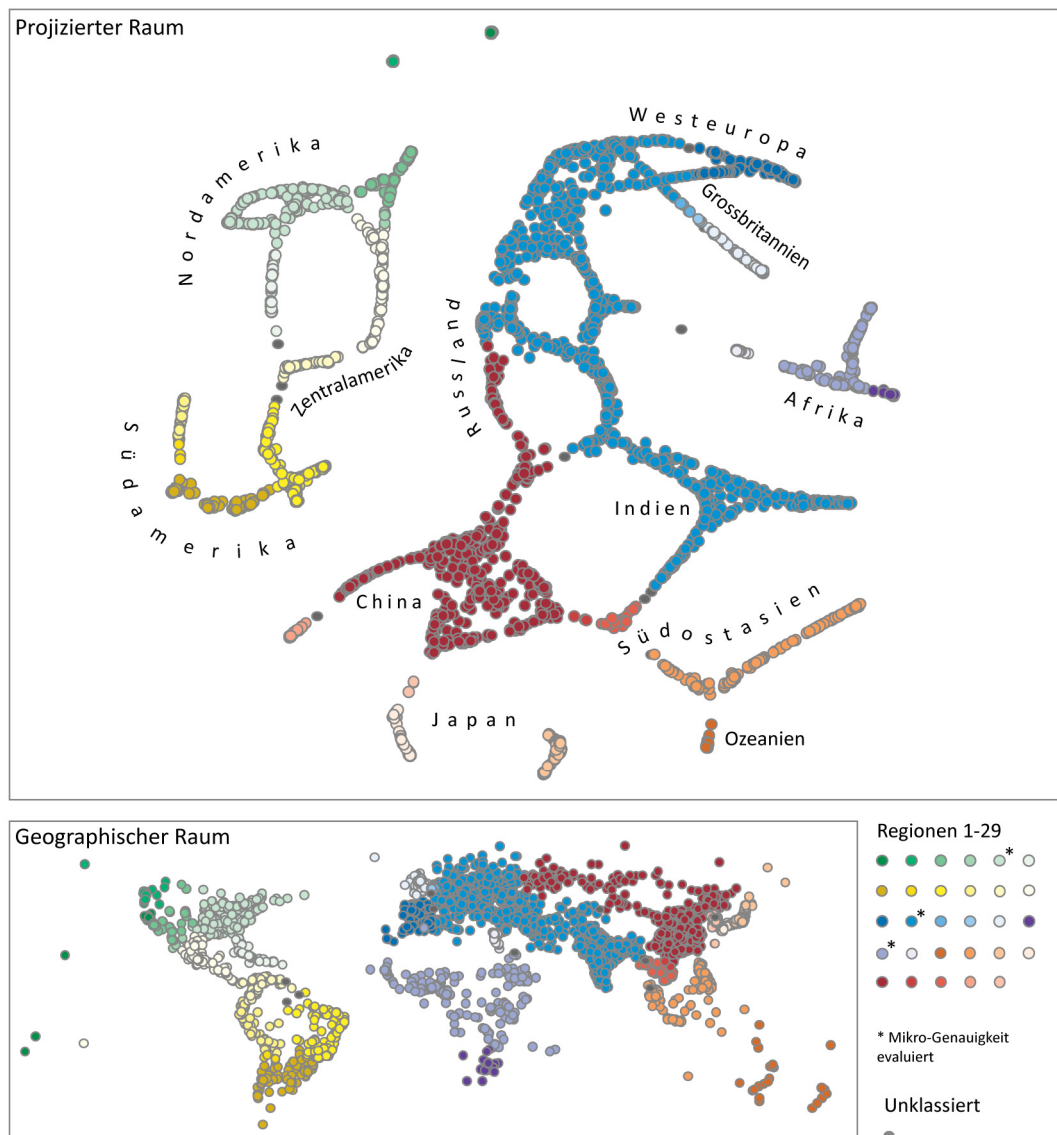 Projizierter Raum
Westeuropa
Nordamerika
Grossbritannien
Russland
Zentralamerika
Afrika
Südamerika
Indien
China
Südostasien
Japan
Ozeanien
Geographischer Raum
Regionen 1-29
*
*
*
* Mikro-Genauigkeit
evaluiert
Unklassiert